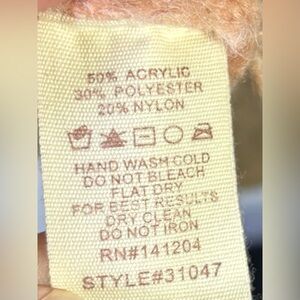 50% ACRYLIC
30% POLYESTER
20% NYLON
HAND WASH COLD
DO NOT BLEACH
FLAT DRY
FOR BEST RESULTS
DRY CLEAN
DO NOT IRON
RN#141204
STYLE#31047